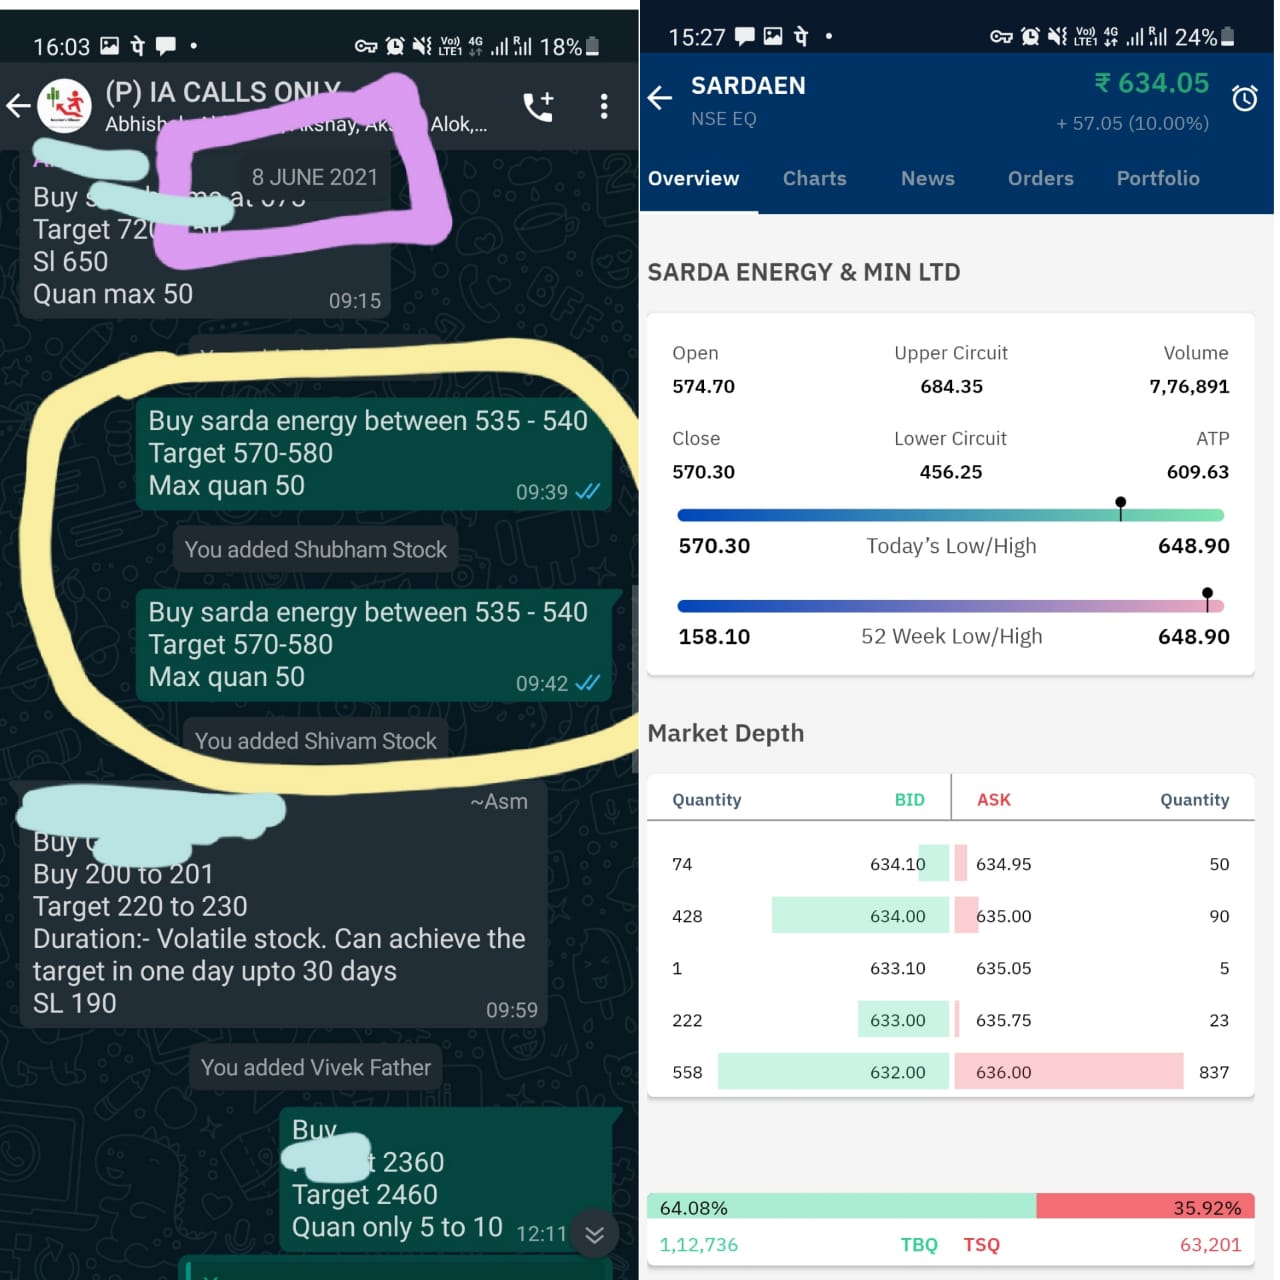 16:03
Vo)) LTE1 4G R 18%
(P) IA CALLS ONLY
Abhishek, Akshay, Alok,...
8 JUNE 2021
Buy at 675
Target 720
Sl 650
Quan max 50
09:15
Buy sarda energy between 535 - 540
Target 570-580
Max quan 50
09:39
You added Shubham Stock
Buy sarda energy between 535 - 540
Target 570-580
Max quan 50
09:42
You added Shivam Stock
~Asm
Buy
Buy 200 to 201
Target 220 to 230
Duration:- Volatile stock. Can achieve the
target in one day upto 30 days
SL 190
09:59
You added Vivek Father
Buy
2360
Target 2460
Quan only 5 to 10
12:11
15:27
Vo)) LTE1 4G R 24%
SARDAEN
₹ 634.05
NSE EQ
+ 57.05 (10.00%)
Overview Charts News Orders Portfolio
SARDA ENERGY & MIN LTD
Open Upper Circuit Volume
574.70 684.35 7,76,891
Close Lower Circuit ATP
570.30 456.25 609.63
570.30 Today's Low/High 648.90
158.10 52 Week Low/High 648.90
Market Depth
Quantity BID ASK Quantity
74 634.10 634.95 50
428 634.00 635.00 90
1 633.10 635.05 5
222 633.00 635.75 23
558 632.00 636.00 837
64.08% 35.92%
1,12,736 TBQ TSQ 63,201